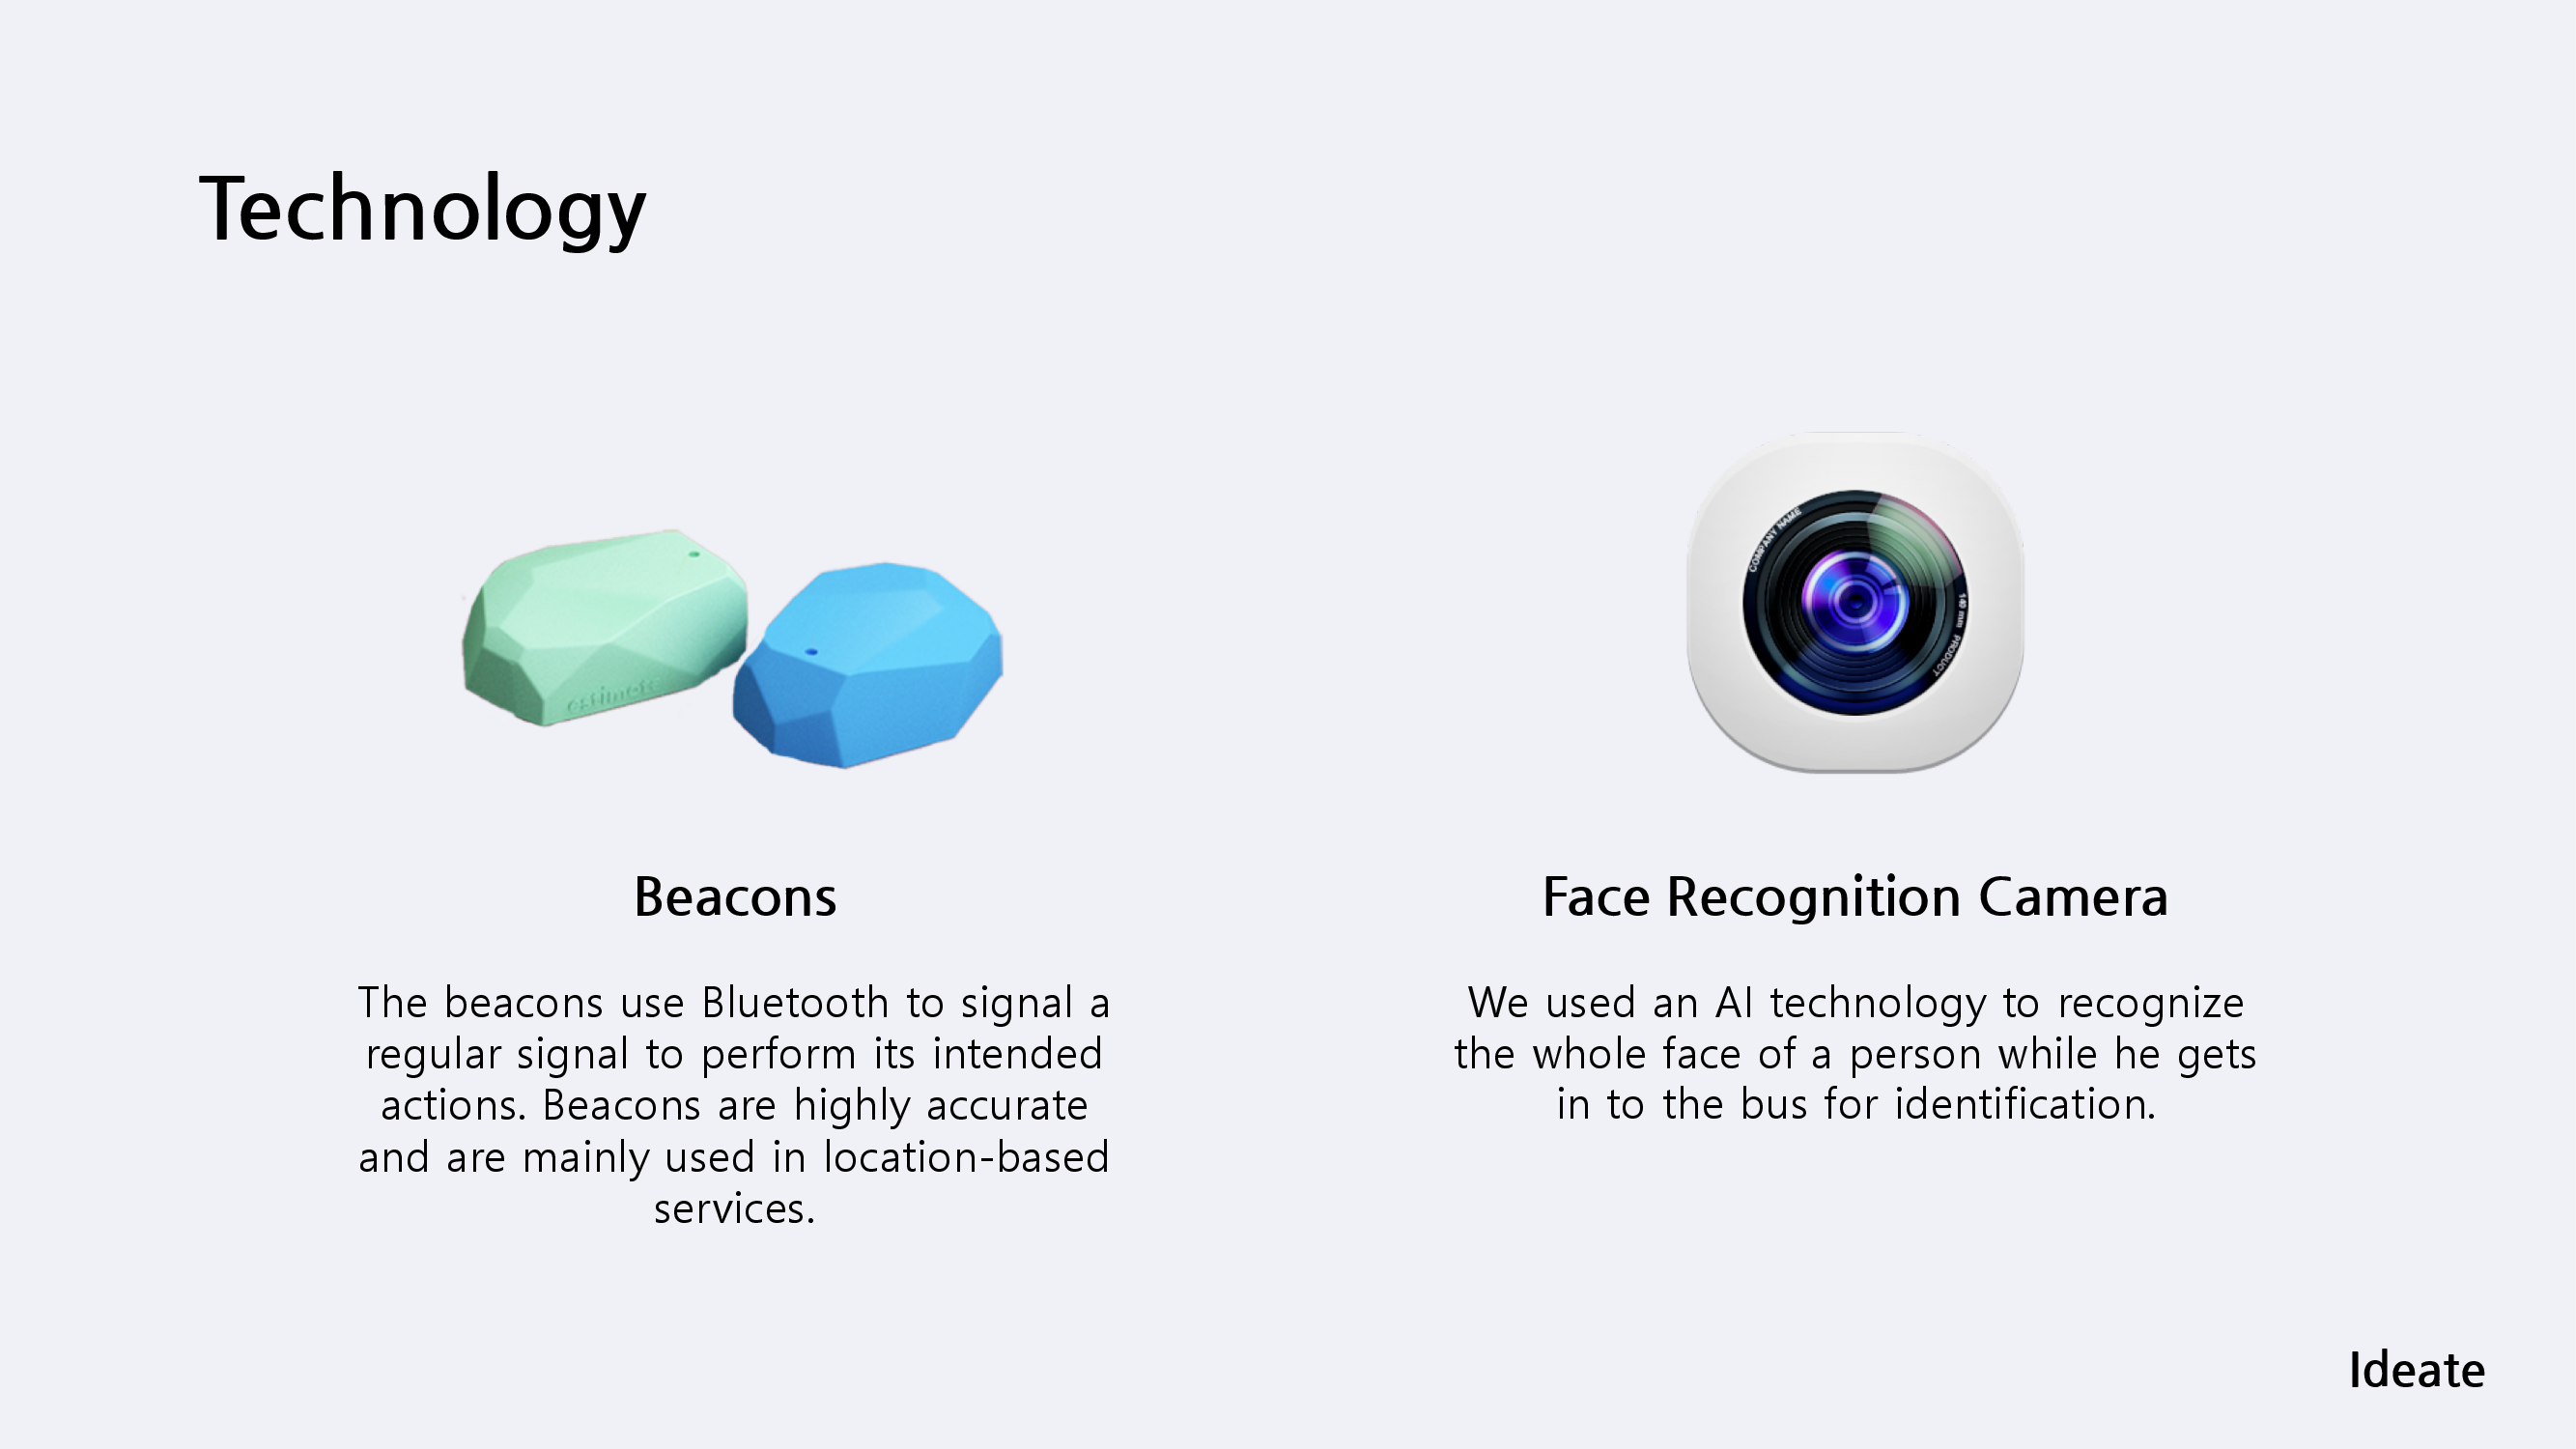 Technology
estimote
COMPANY NAME
140 mm PRODUCT
Beacons
The beacons use Bluetooth to signal a
regular signal to perform its intended
actions. Beacons are highly accurate
and are mainly used in location-based
services.
Face Recognition Camera
We used an AI technology to recognize
the whole face of a person while he gets
in to the bus for identification.
Ideate